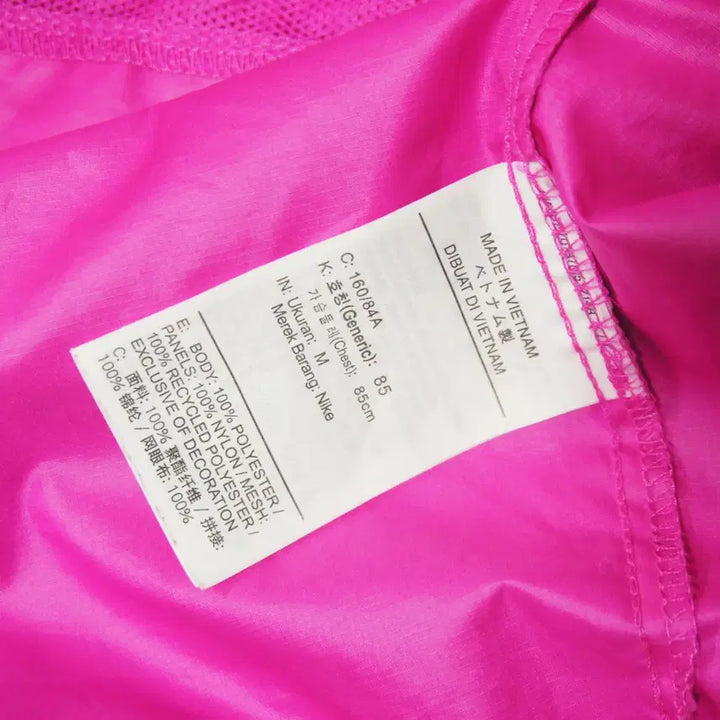 MADE IN VIETNAM
ベトナム製
DIBUAT DI VIETNAM
C: 160/84A
K: 호칭(Generic): 85
가슴둘레(Chest): 85cm
IN: Ukuran: M
Merek Barang: Nike
E: BODY: 100% POLYESTER /
PANELS: 100% NYLON / MESH:
100% RECYCLED POLYESTER /
EXCLUSIVE OF DECORATION
C: 面料: 100% 聚酯纤维 / 拼接:
100% 锦纶 / 网眼布: 100%